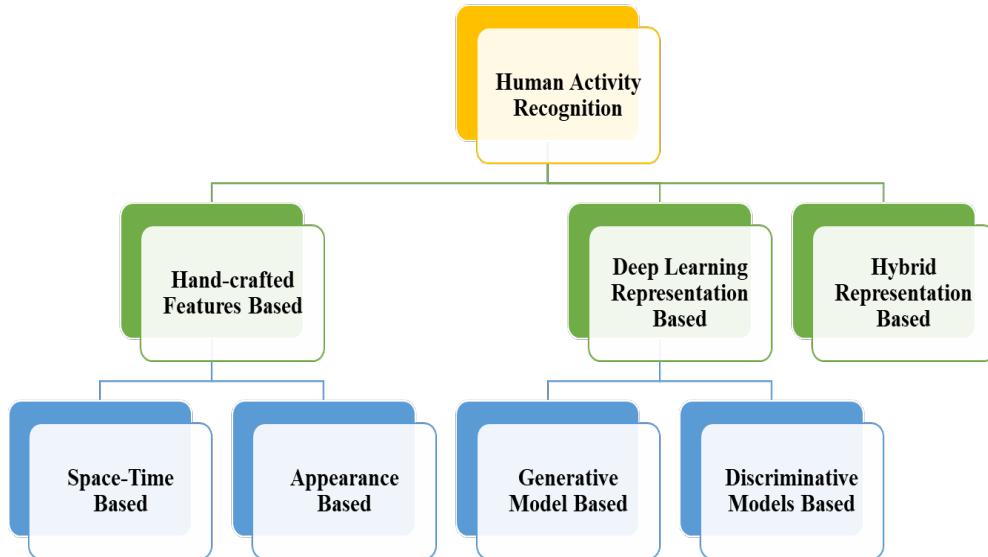 Human Activity
Recognition
Hand-crafted
Features Based
Deep Learning
Representation
Based
Hybrid
Representation
Based
Space-Time
Based
Appearance
Based
Generative
Model Based
Discriminative
Models Based